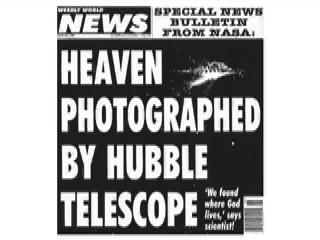 WEEKLY WORLD
NEWS
SPECIAL NEWS
BULLETIN
FROM NASA!
HEAVEN
PHOTOGRAPHED
BY HUBBLE
TELESCOPE
'We found
where God
lives,' says
scientist!